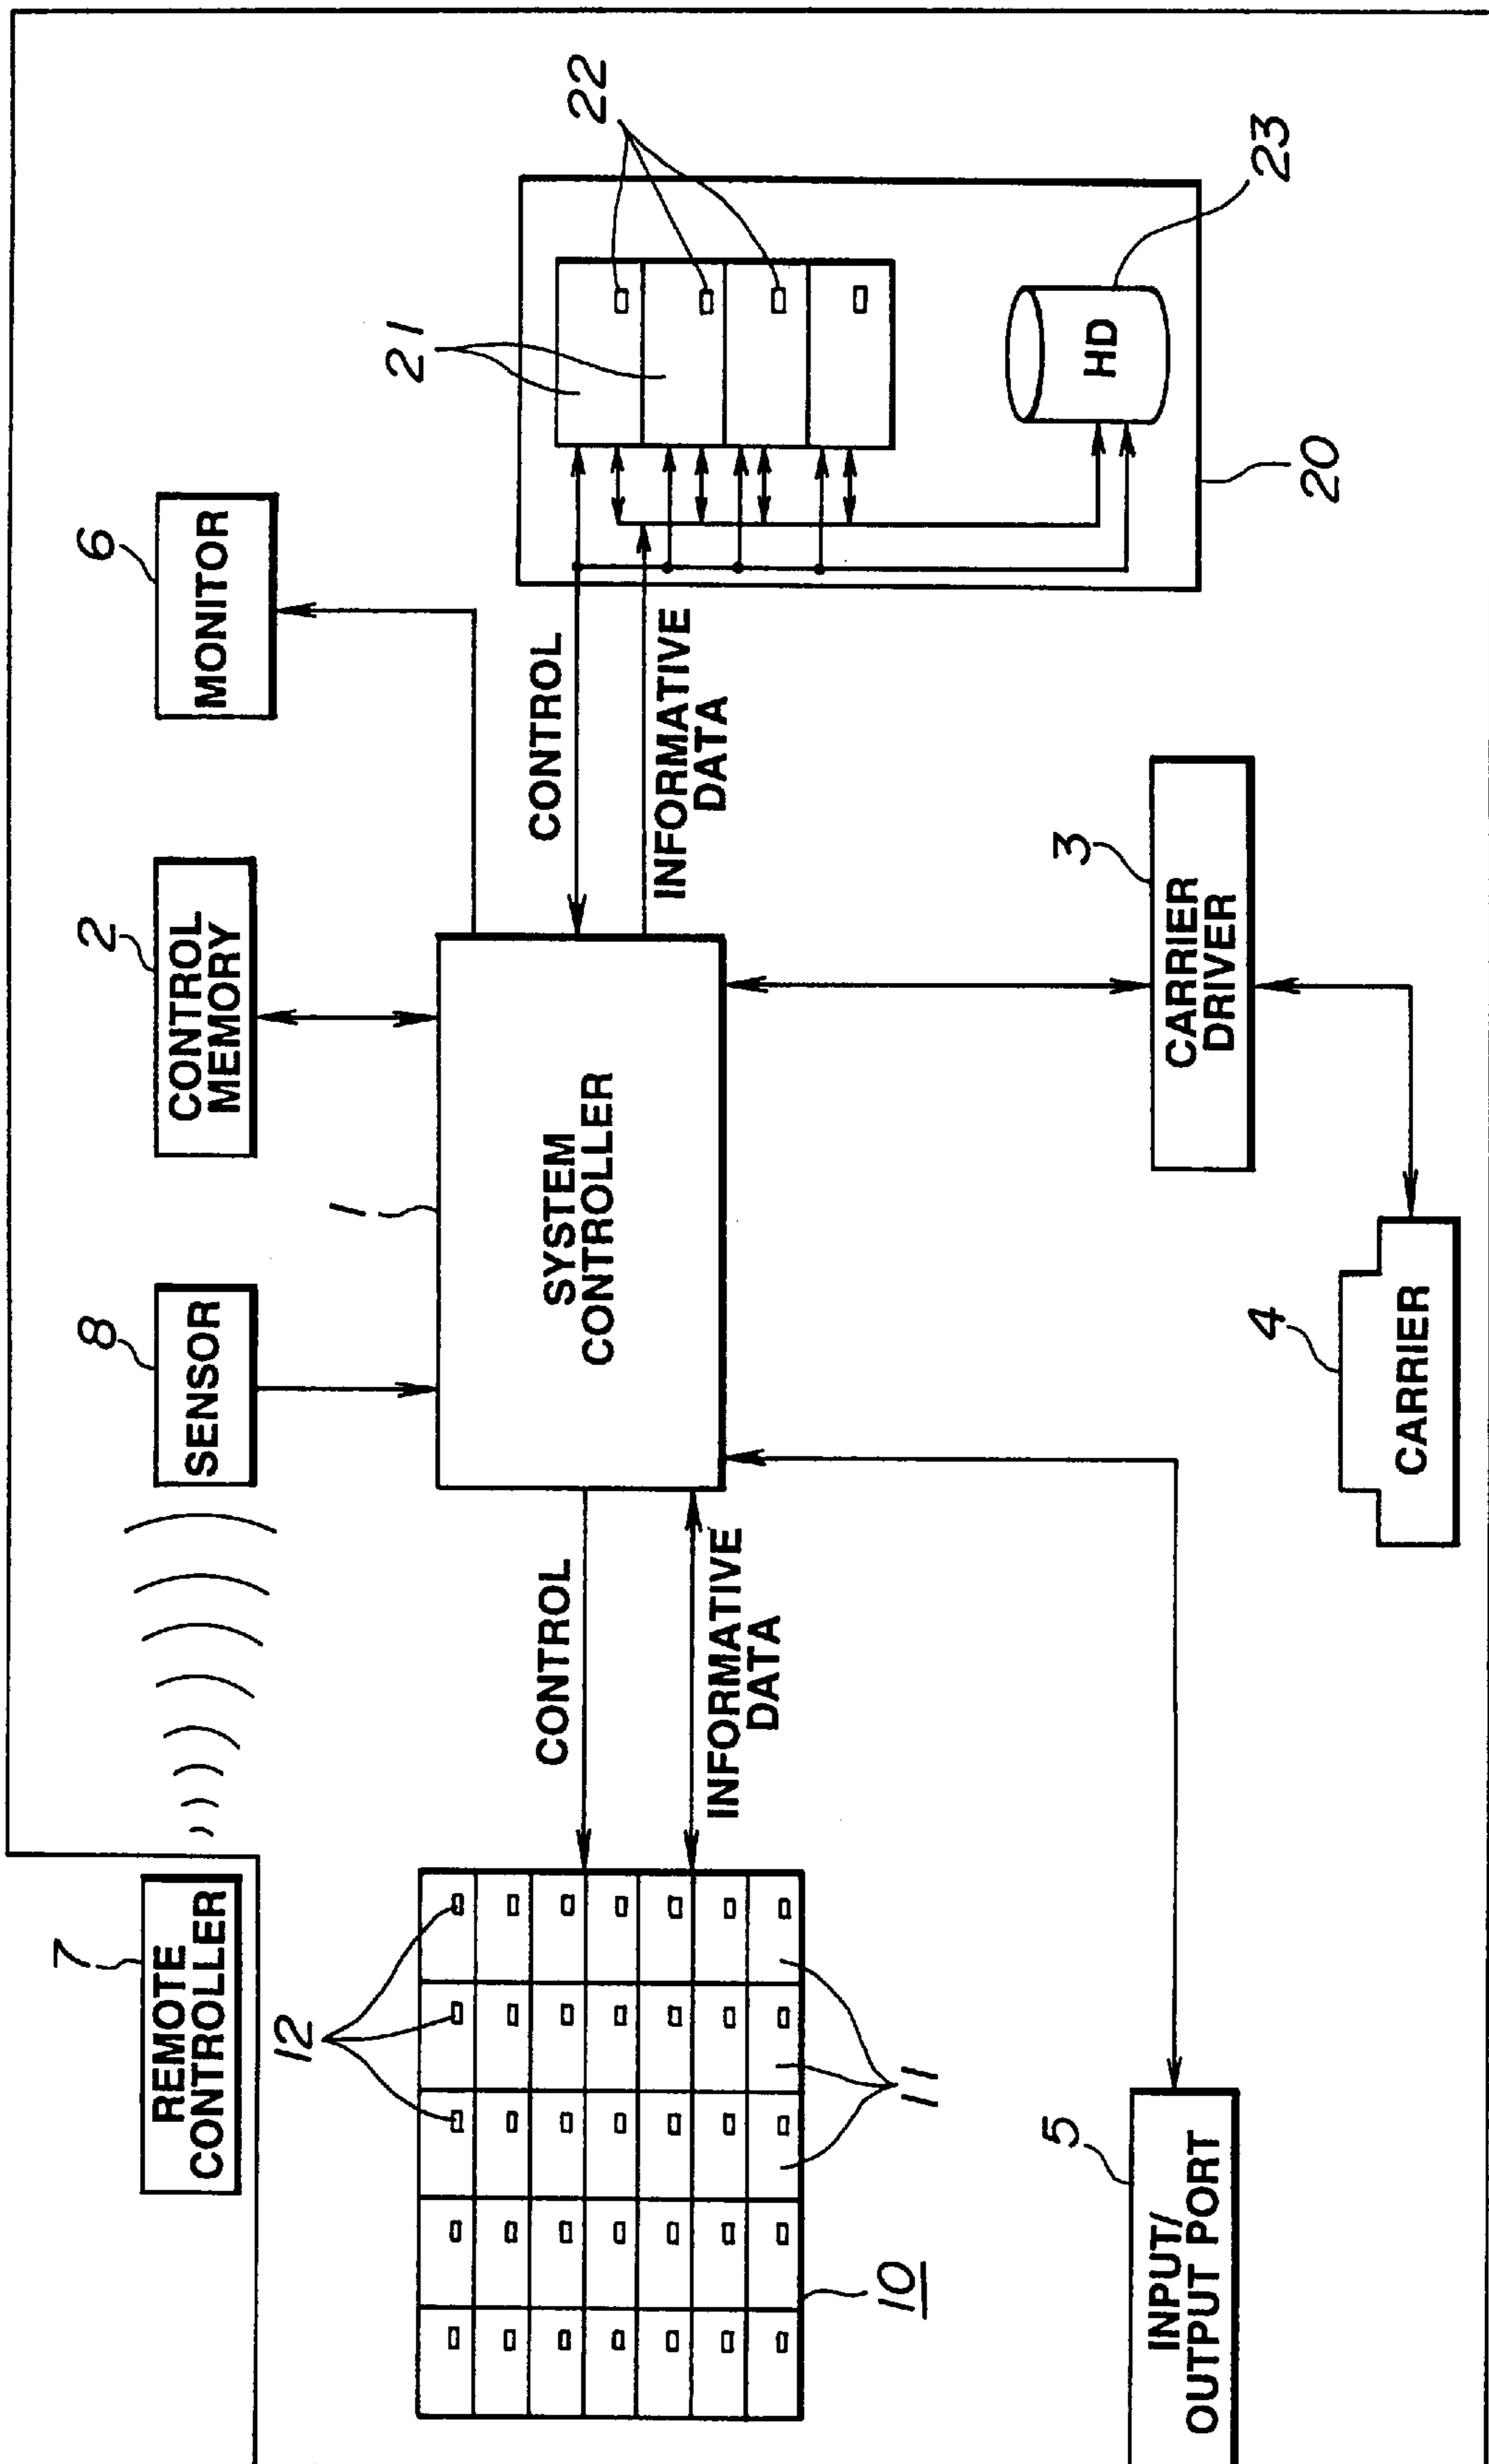 7
REMOTE
CONTROLLER
8
SENSOR
2
CONTROL
MEMORY
6
MONITOR
12
11
10
CONTROL
INFORMATIVE
DATA
1
SYSTEM
CONTROLLER
CONTROL
INFORMATIVE
DATA
21
22
HD
23
20
5
INPUT/
OUTPUT PORT
4
CARRIER
3
CARRIER
DRIVER